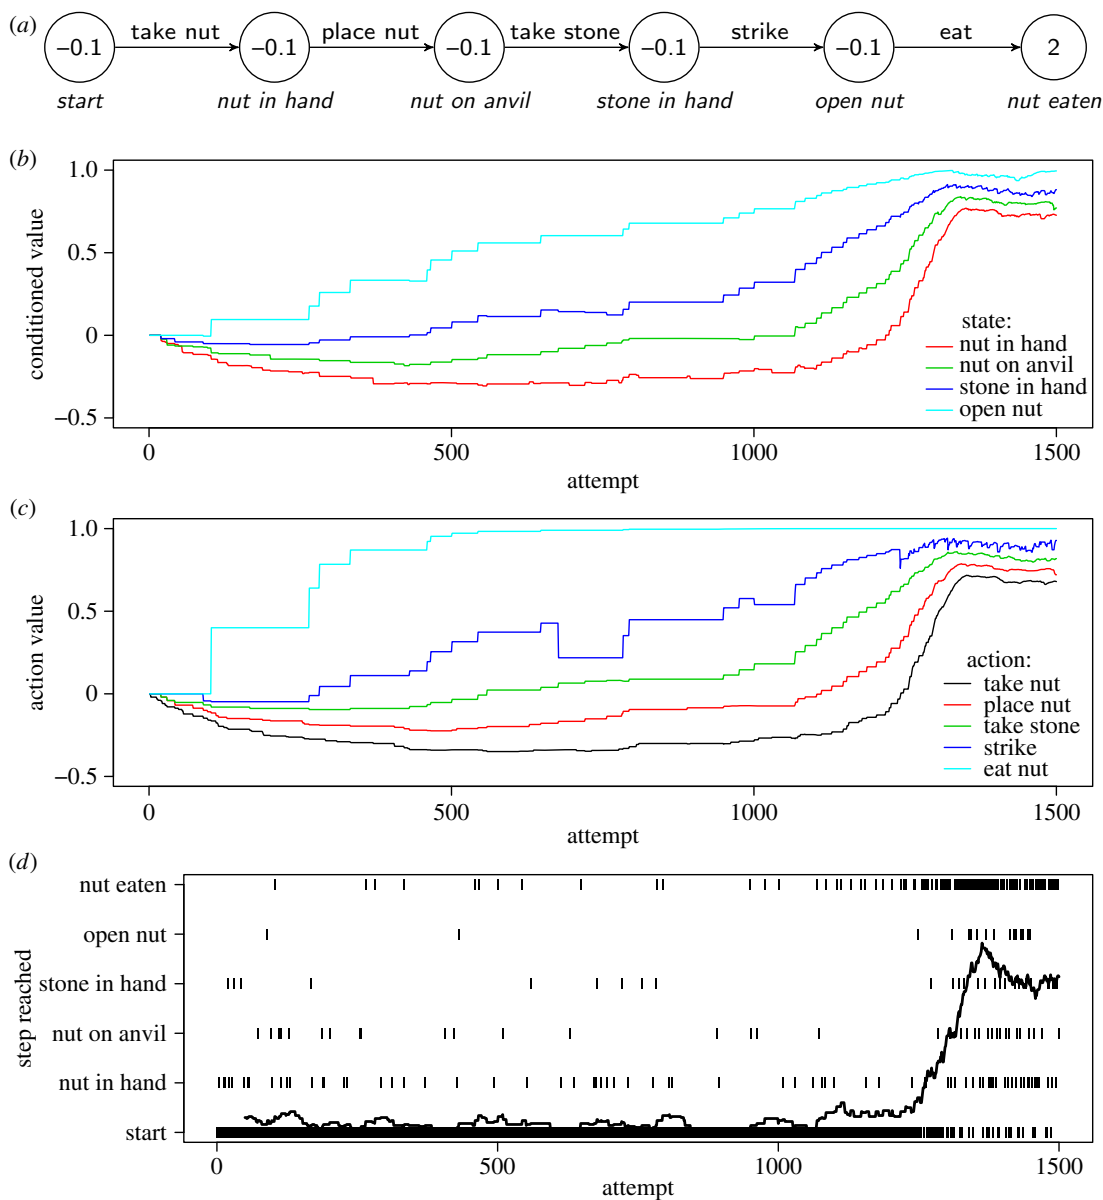 (a)
take nut place nut take stone strike eat
–0.1 –0.1 –0.1 –0.1 –0.1 2
start nut in hand nut on anvil stone in hand open nut nut eaten
(b)
1.0
0.5
0
–0.5
conditioned value
state:
nut in hand
nut on anvil
stone in hand
open nut
0 500 1000 1500
attempt
(c)
1.0
0.5
0
–0.5
action value
action:
take nut
place nut
take stone
strike
eat nut
0 500 1000 1500
attempt
(d)
nut eaten
open nut
stone in hand
nut on anvil
nut in hand
start
step reached
0 500 1000 1500
attempt